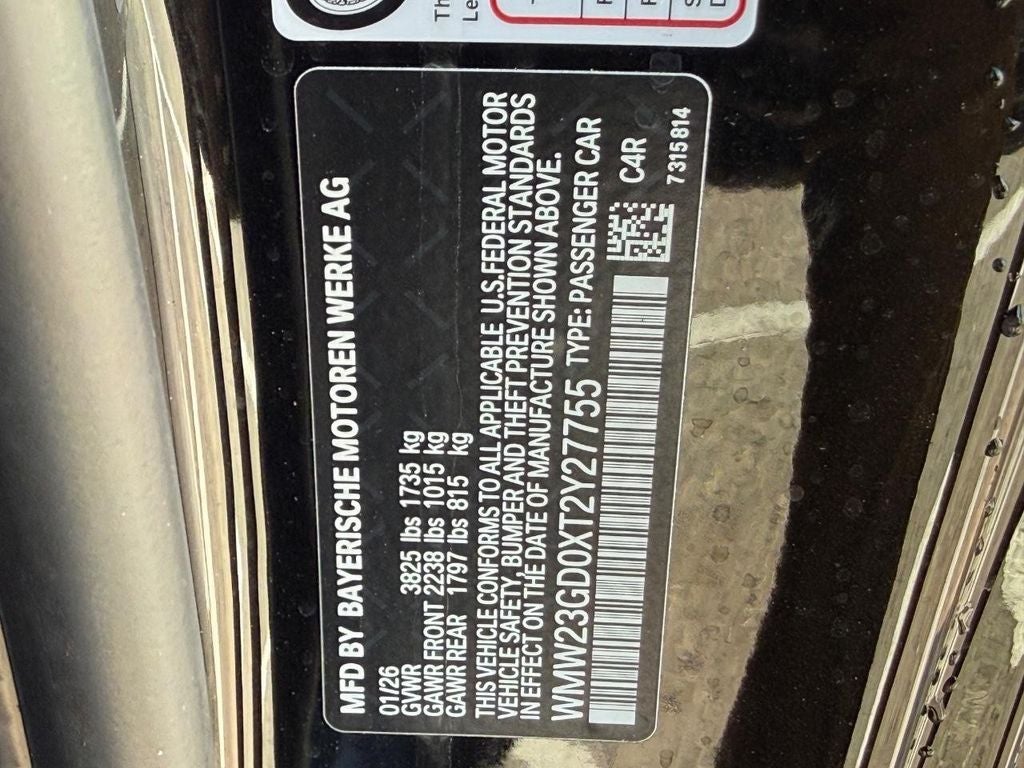 MFD BY BAYERISCHE MOTOREN WERKE AG
01/26
GVWR 3825 lbs 1735 kg
GAWR FRONT 2238 lbs 1015 kg
GAWR REAR 1797 lbs 815 kg
THIS VEHICLE CONFORMS TO ALL APPLICABLE U.S.FEDERAL MOTOR
VEHICLE SAFETY, BUMPER AND THEFT PREVENTION STANDARDS
IN EFFECT ON THE DATE OF MANUFACTURE SHOWN ABOVE.
WMW23GD0XT2Y27755 TYPE: PASSENGER CAR
C4R
7315814